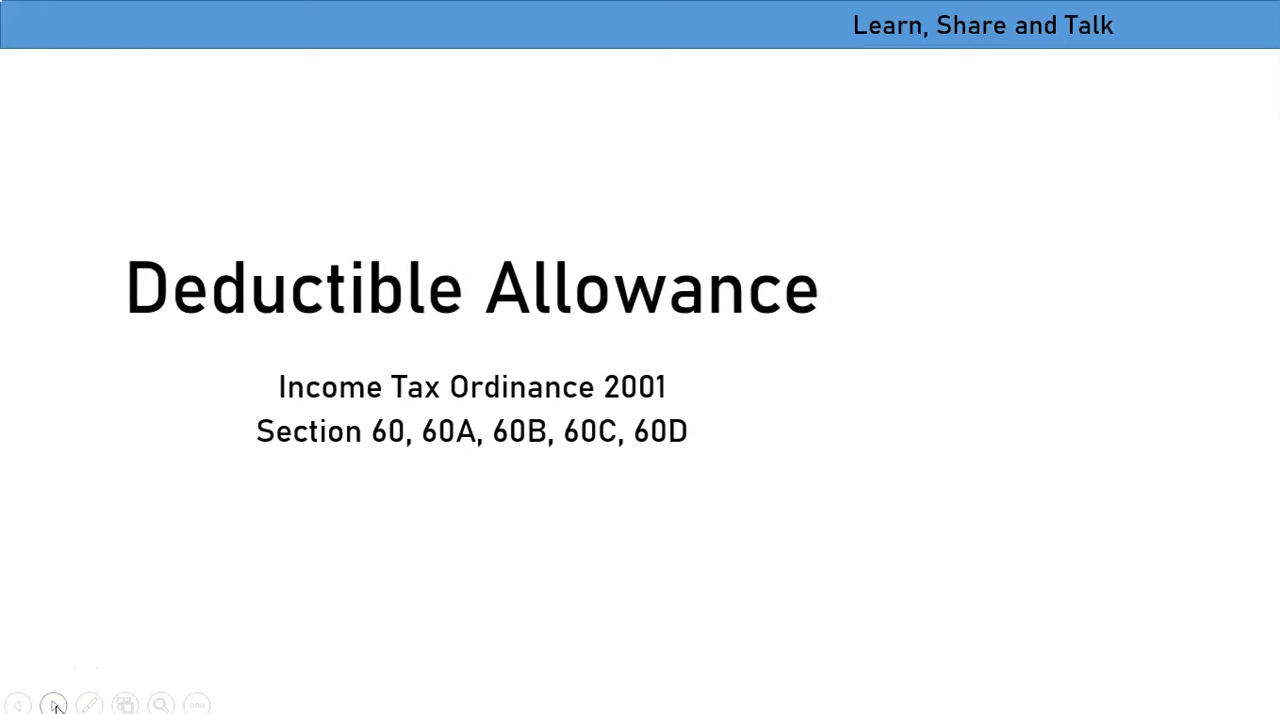 Learn, Share and Talk
Deductible Allowance
Income Tax Ordinance 2001
Section 60, 60A, 60B, 60C, 60D